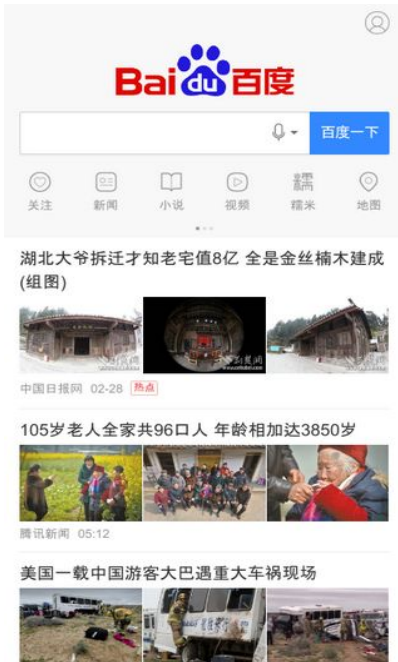 Bai du 百度
百度一下
关注 新闻 小说 视频 糯米 地图
湖北大爷拆迁才知老宅值8亿 全是金丝楠木建成
(组图)
中国日报网 02-28 热点
105岁老人全家共96口人 年龄相加达3850岁
腾讯新闻 05:12
美国一载中国游客大巴遇重大车祸现场